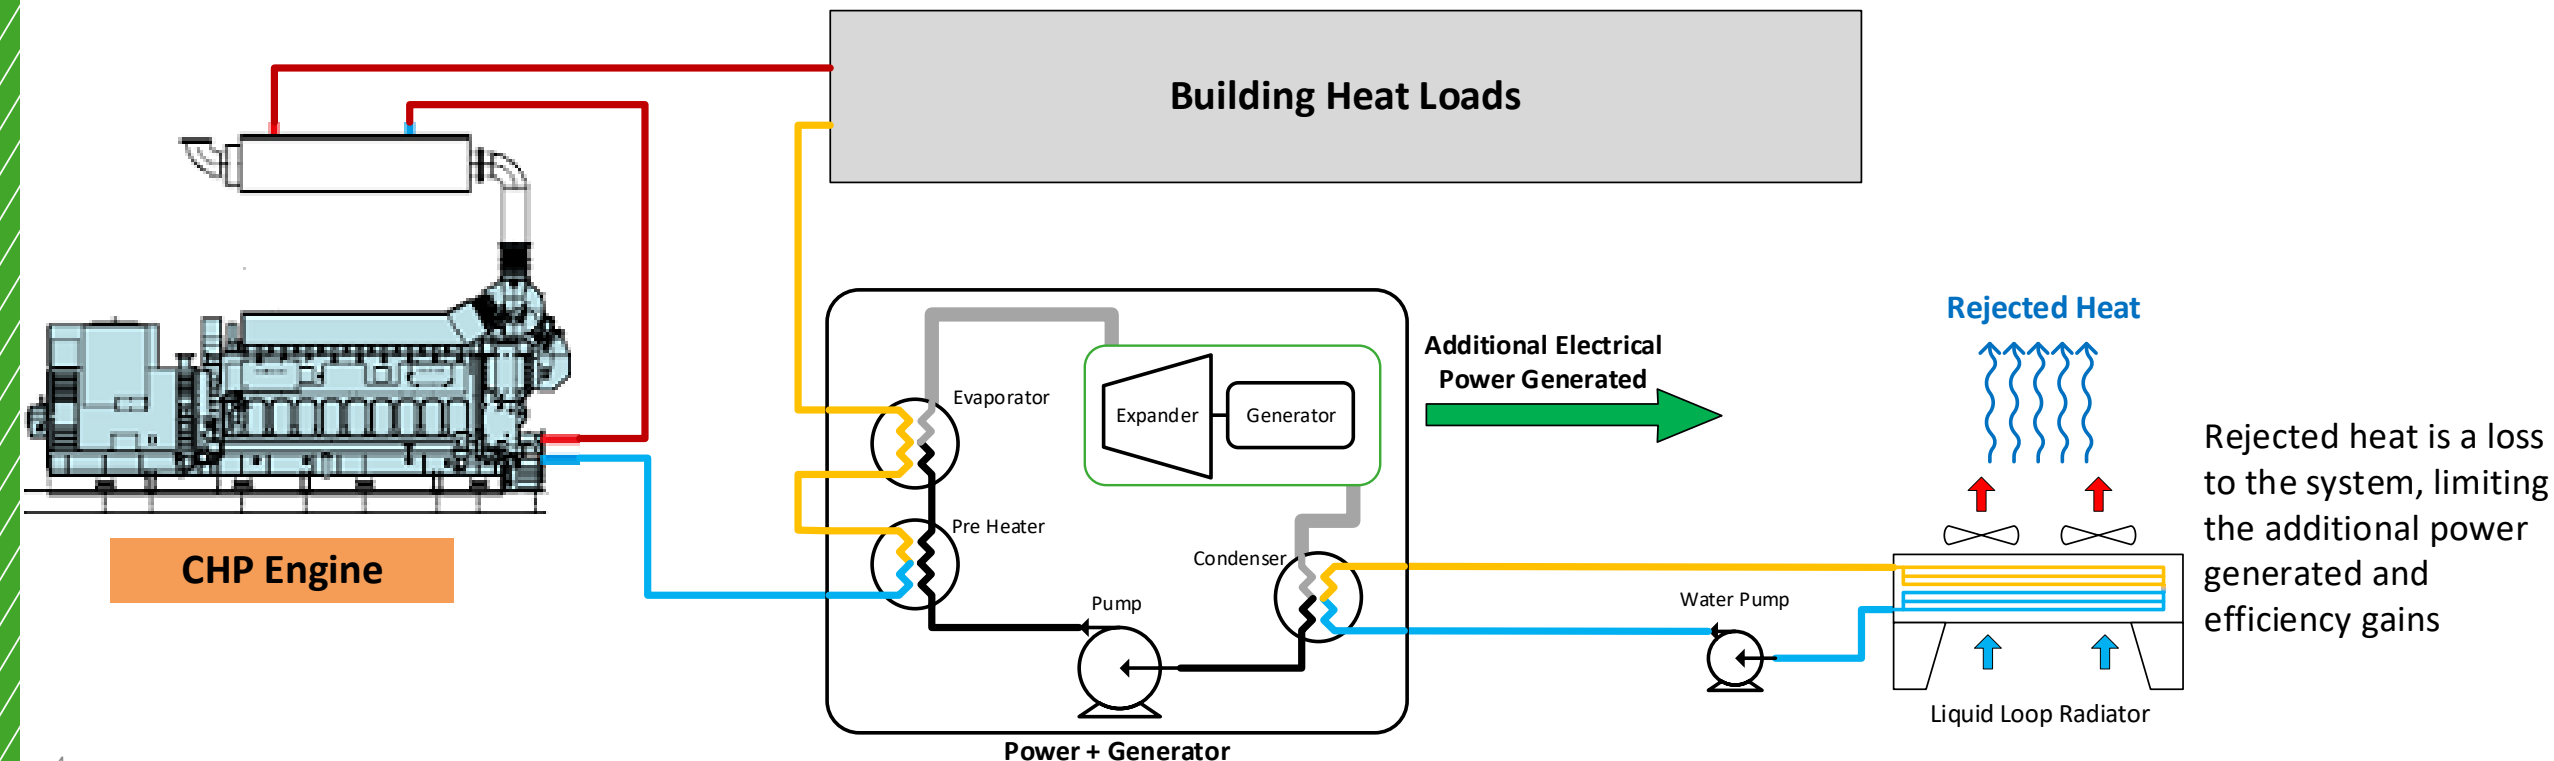 Building Heat Loads
CHP Engine
Evaporator
Pre Heater
Expander
Generator
Condenser
Pump
Power + Generator
Additional Electrical
Power Generated
Water Pump
Rejected Heat
Liquid Loop Radiator
Rejected heat is a loss
to the system, limiting
the additional power
generated and
efficiency gains